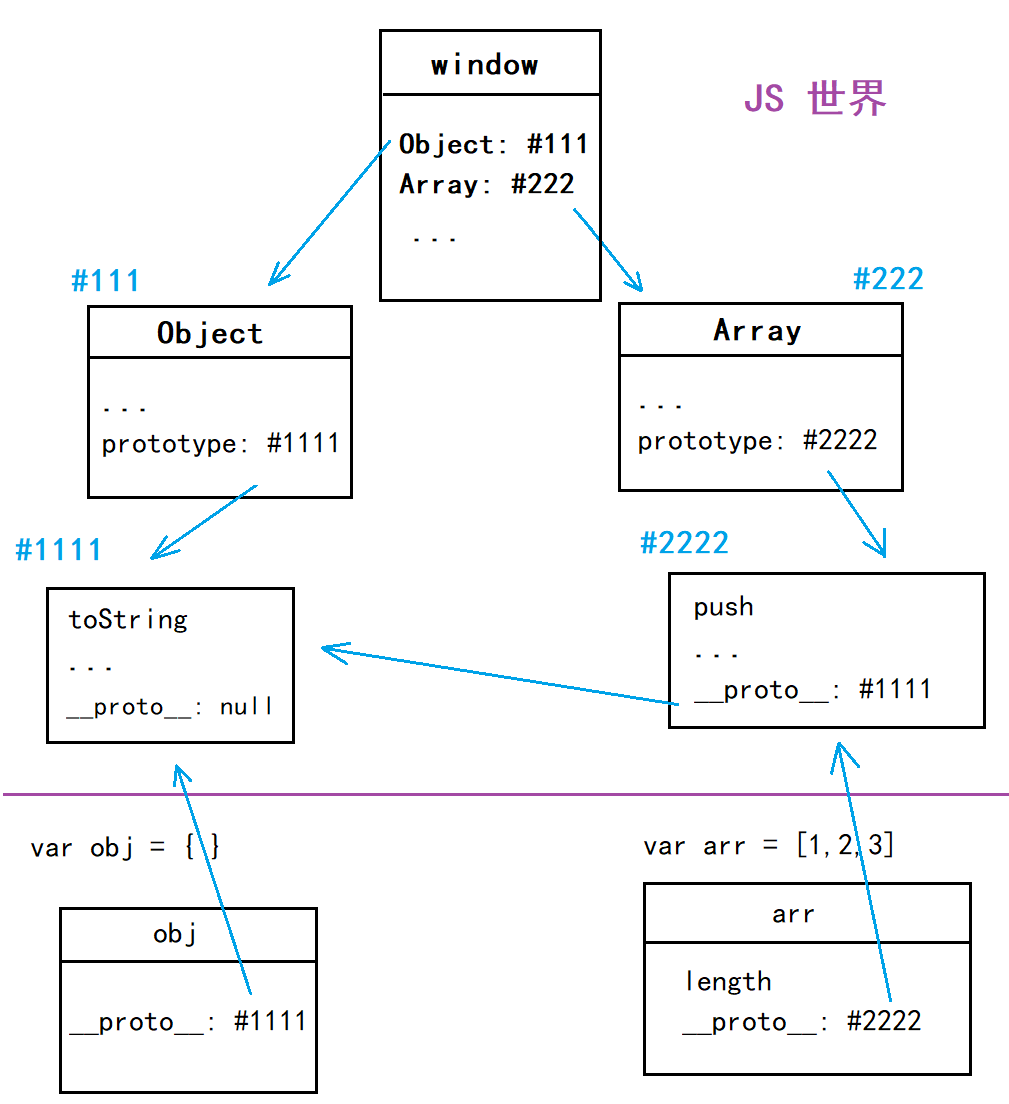 window
JS 世界
Object: #111
Array: #222
...
#111
#222
Object
Array
...
prototype: #1111
...
prototype: #2222
#1111
#2222
toString
...
__proto__: null
push
...
__proto__: #1111
var obj = { }
var arr = [1,2,3]
obj
__proto__: #1111
arr
length
__proto__: #2222